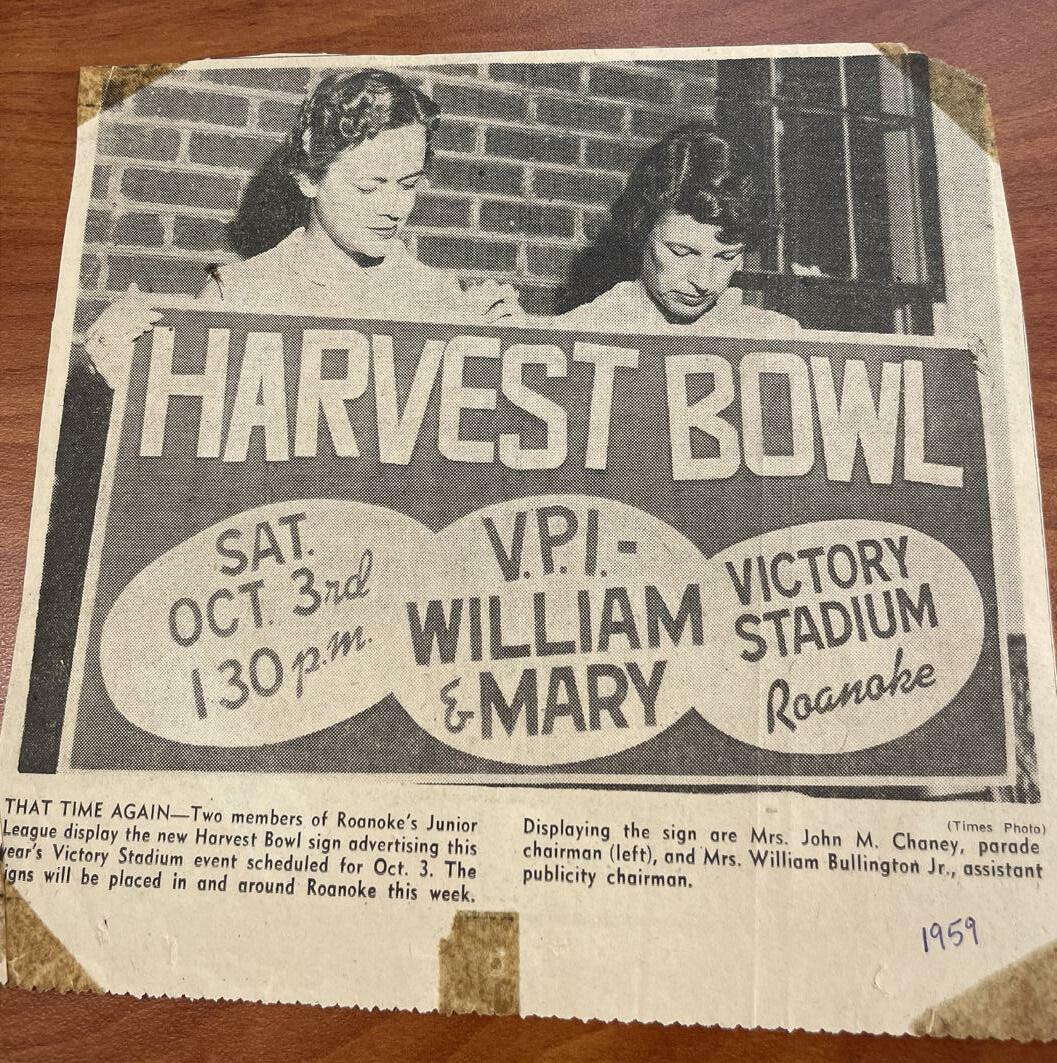 HARVEST BOWL
SAT.
OCT. 3rd
1:30 p.m.
V.P.I.-
WILLIAM
& MARY
VICTORY
STADIUM
Roanoke
THAT TIME AGAIN—Two members of Roanoke's Junior
League display the new Harvest Bowl sign advertising this
year's Victory Stadium event scheduled for Oct. 3. The
igns will be placed in and around Roanoke this week.
(Times Photo)
Displaying the sign are Mrs. John M. Chaney, parade
chairman (left), and Mrs. William Bullington Jr., assistant
publicity chairman.
1959